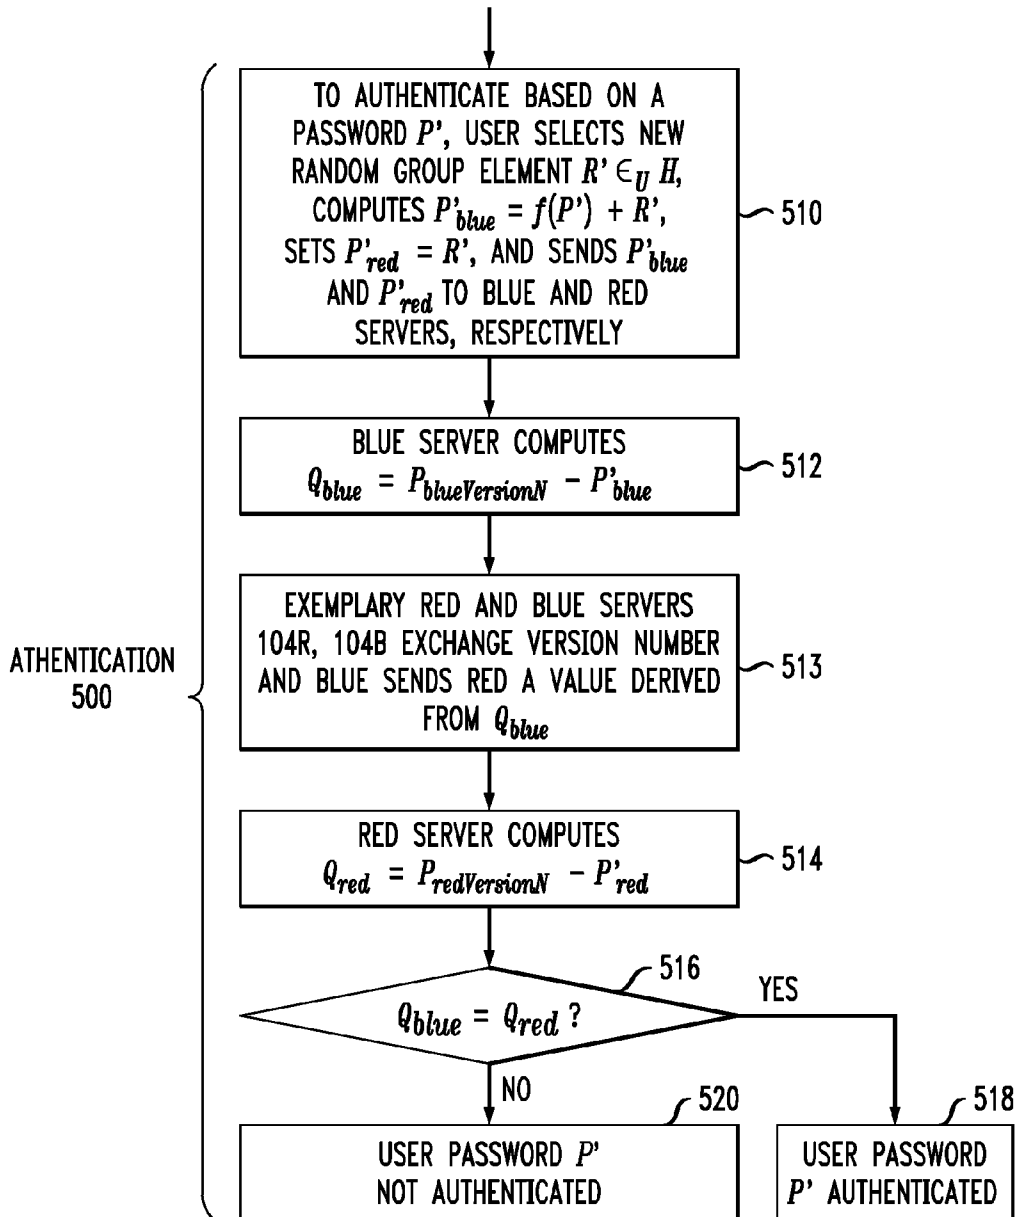 TO AUTHENTICATE BASED ON A
PASSWORD P', USER SELECTS NEW
RANDOM GROUP ELEMENT R' ∈U H,
COMPUTES P'blue = f(P') + R',
SETS P'red = R', AND SENDS P'blue
AND P'red TO BLUE AND RED
SERVERS, RESPECTIVELY
510
BLUE SERVER COMPUTES
Qblue = PblueVersionN - P'blue
512
EXEMPLARY RED AND BLUE SERVERS
104R, 104B EXCHANGE VERSION NUMBER
AND BLUE SENDS RED A VALUE DERIVED
FROM Qblue
513
ATHENTICATION
500
RED SERVER COMPUTES
Qred = PredVersionN - P'red
514
516
Qblue = Qred ?
YES
NO
520
USER PASSWORD P'
NOT AUTHENTICATED
518
USER PASSWORD
P' AUTHENTICATED